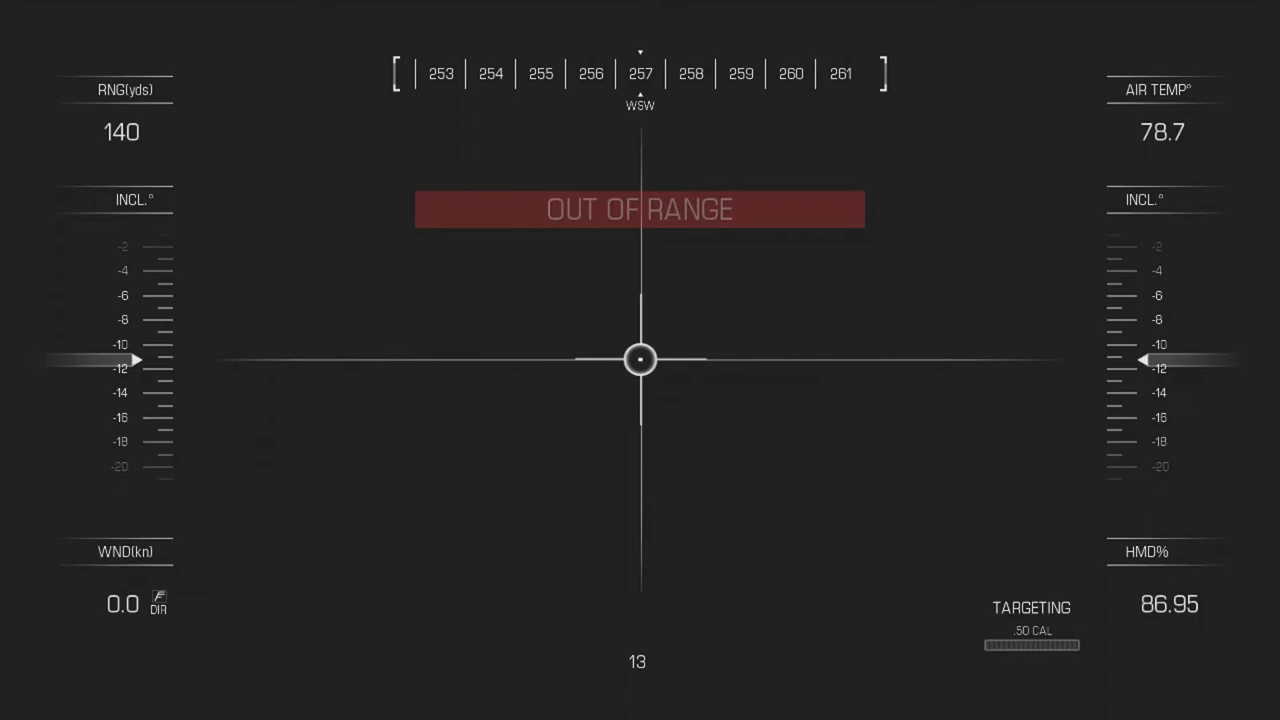 253 254 255 256 257 258 259 260 261
WSW
RNG(yds)
140
AIR TEMP°
78.7
OUT OF RANGE
INCL.°
-2
-4
-6
-8
-10
-12
-14
-16
-18
-20
INCL.°
-2
-4
-6
-8
-10
-12
-14
-16
-18
-20
WND(kn)
0.0
F
DIR
HMD%
86.95
TARGETING
.50 CAL
13